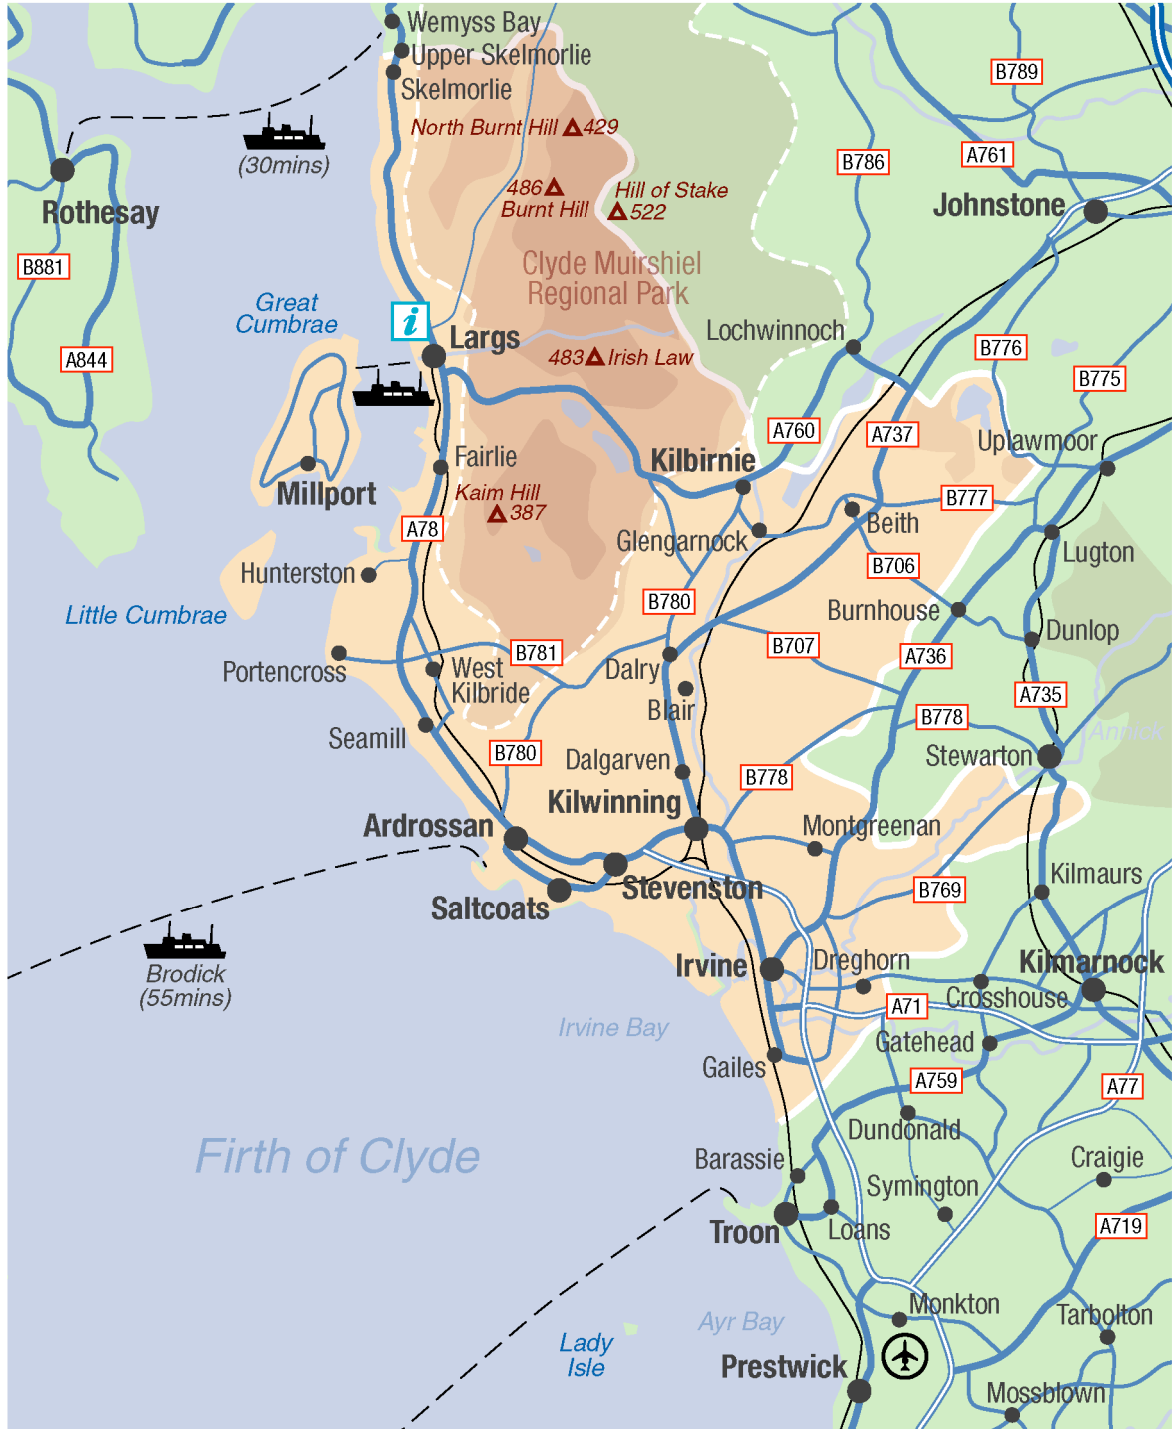 Wemyss Bay
Upper Skelmorlie
Skelmorlie
B789
North Burnt Hill 429
A761
B786
(30mins)
486
Burnt Hill
Hill of Stake
522
Johnstone
Rothesay
B881
Clyde Muirshiel
Regional Park
Great
Cumbrae
i
Largs
Lochwinnoch
B776
A844
483 Irish Law
B775
A760
A737
Uplawmoor
Fairlie
Kilbirnie
Millport
Kaim Hill
387
B777
A78
Beith
Glengarnock
Lugton
Hunterston
B706
Little Cumbrae
B780
Burnhouse
Dunlop
B781
B707
A736
Portencross
West
Kilbride
Dalry
A735
Blair
B778
Seamill
Annick
B780
Dalgarven
Stewarton
B778
Kilwinning
Ardrossan
Montgreenan
Stevenston
Kilmaurs
B769
Saltcoats
Irvine
Dreghorn
Kilmarnock
Brodick
(55mins)
Crosshouse
A71
Irvine Bay
Gatehead
Gailes
A759
A77
Dundonald
Firth of Clyde
Barassie
Craigie
Symington
Troon
Loans
A719
Monkton
Tarbolton
Ayr Bay
Lady
Isle
Prestwick
Mossblown